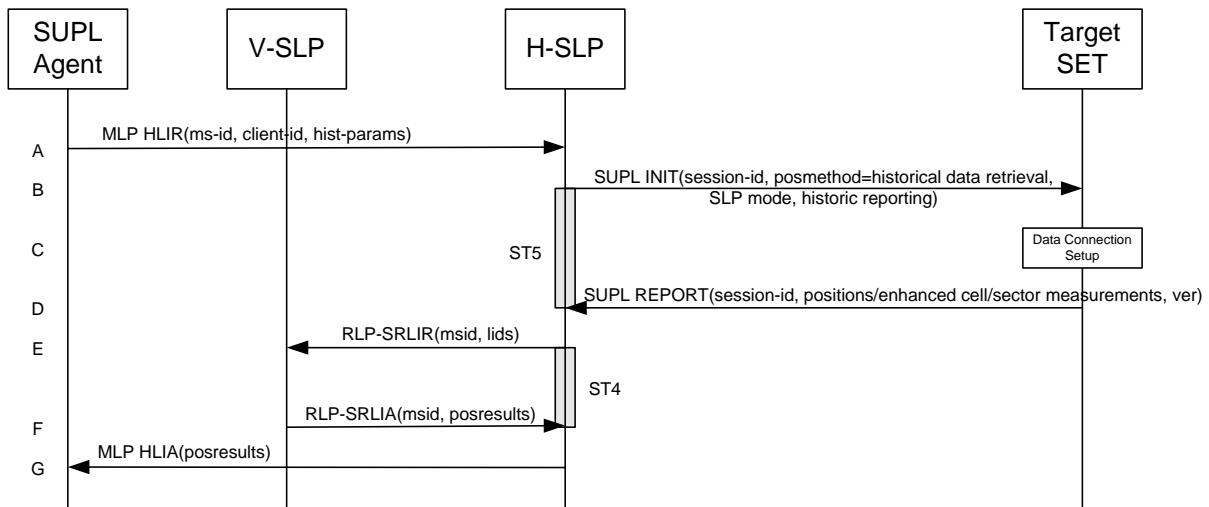 SUPL
Agent
V-SLP
H-SLP
Target
SET
A
MLP HLIR(ms-id, client-id, hist-params)
B
SUPL INIT(session-id, posmethod=historical data retrieval,
SLP mode, historic reporting)
C
ST5
Data Connection
Setup
D
SUPL REPORT(session-id, positions/enhanced cell/sector measurements, ver)
E
RLP-SRLIR(msid, lids)
ST4
F
RLP-SRLIA(msid, posresults)
G
MLP HLIA(posresults)